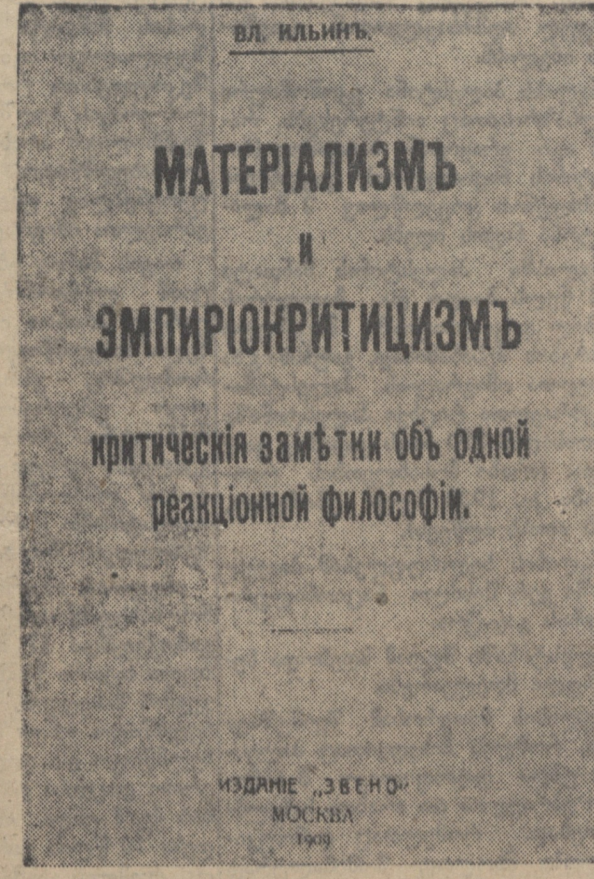 ВЛ. ИЛЬИНЪ.
МАТЕРІАЛИЗМЪ
и
ЭМПИРІОКРИТИЦИЗМЪ
критическія замѣтки объ одной
реакціонной философіи.
ИЗДАНІЕ „ЗВЕНО“
МОСКВА
1909